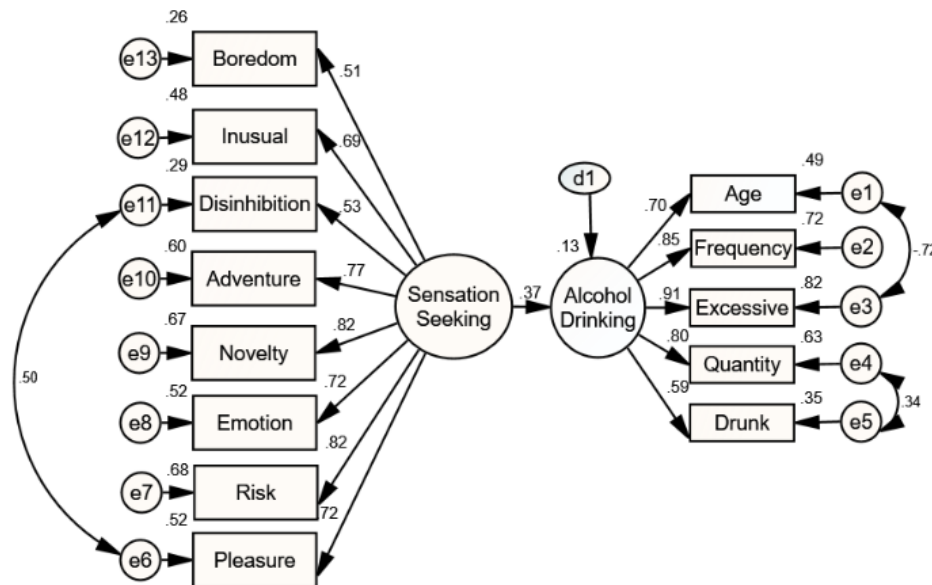 .26
e13
Boredom
.51
.48
e12
Inusual
.69
.29
e11
Disinhibition
.53
.60
e10
Adventure
.77
.67
e9
Novelty
.82
.52
e8
Emotion
.72
.68
e7
Risk
.82
.52
e6
Pleasure
.72
.50
Sensation
Seeking
.37
d1
.13
Alcohol
Drinking
.70
Age
.49
e1
.85
Frequency
.72
e2
-.72
.91
Excessive
.82
e3
.80
Quantity
.63
e4
.59
Drunk
.35
e5
.34